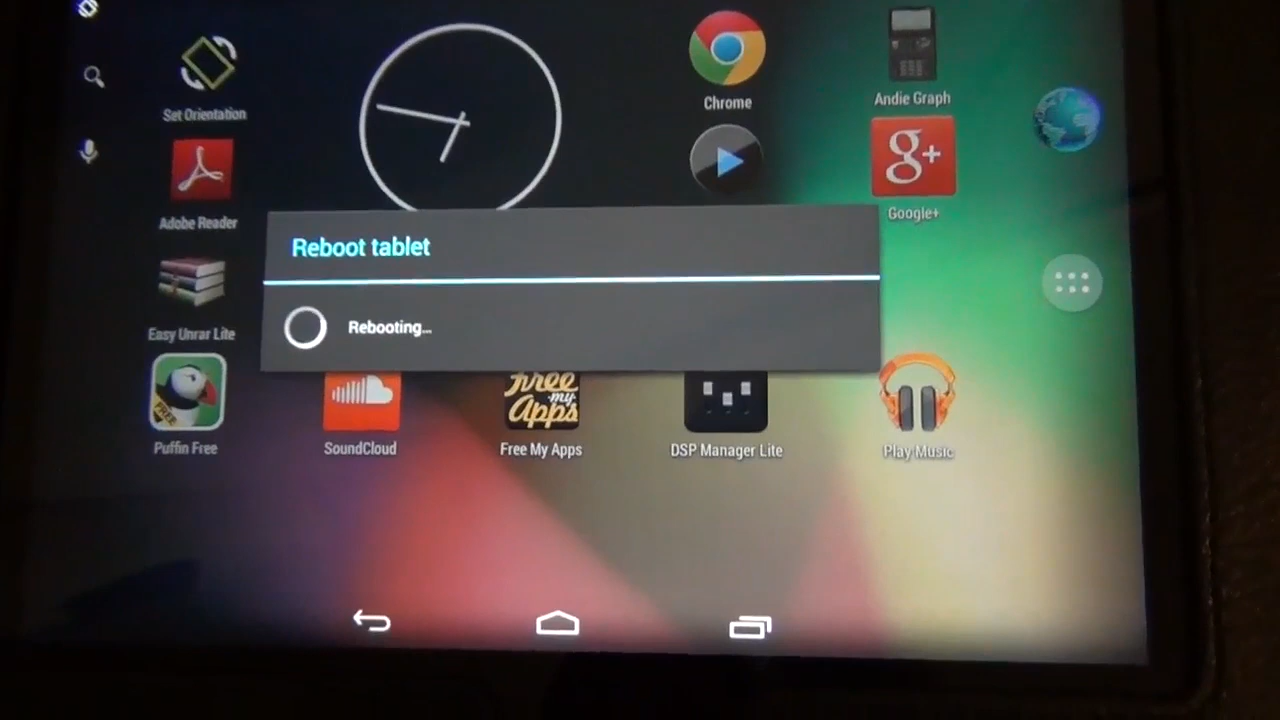 Set Orientation
Chrome
Andie Graph
Adobe Reader
g+
Google+
Reboot tablet
Rebooting...
Easy Unrar Lite
FREE
Free
my
Apps
Puffin Free
SoundCloud
Free My Apps
DSP Manager Lite
Play Music